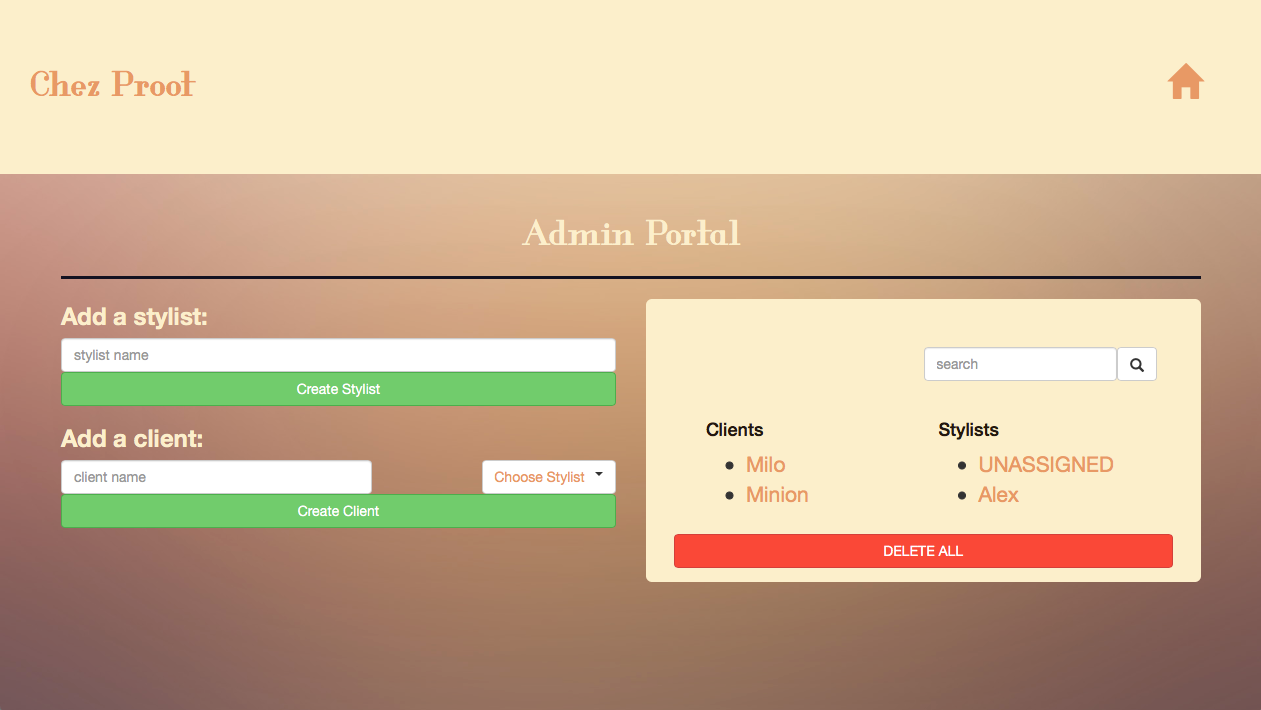 Chez Proot
Admin Portal
Add a stylist:
stylist name
Create Stylist
Add a client:
client name
Choose Stylist
Create Client
search
Clients
Milo
Minion
Stylists
UNASSIGNED
Alex
DELETE ALL